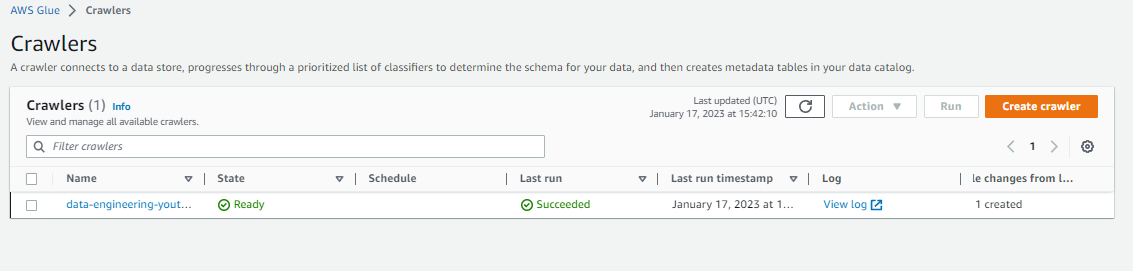 AWS Glue > Crawlers
Crawlers
A crawler connects to a data store, progresses through a prioritized list of classifiers to determine the schema for your data, and then creates metadata tables in your data catalog.
Crawlers (1) Info
View and manage all available crawlers.
Last updated (UTC)
January 17, 2023 at 15:42:10
Action
Run
Create crawler
Filter crawlers
1
Name State Schedule Last run Last run timestamp Log le changes from l...
data-engineering-yout... Ready Succeeded January 17, 2023 at 1... View log 1 created